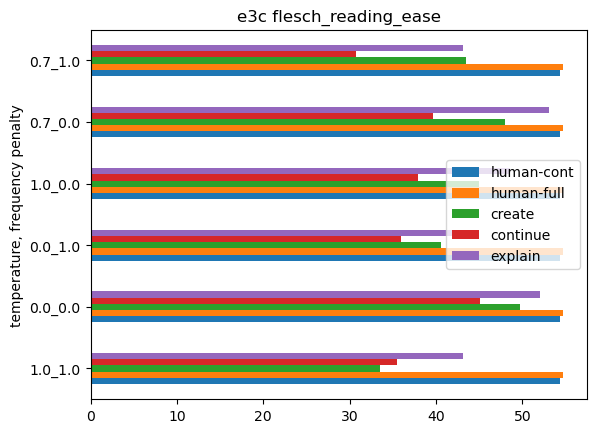 e3c flesch_reading_ease
temperature, frequency penalty
0.7_1.0
0.7_0.0
1.0_0.0
0.0_1.0
0.0_0.0
1.0_1.0
human-cont
human-full
create
continue
explain
0 10 20 30 40 50